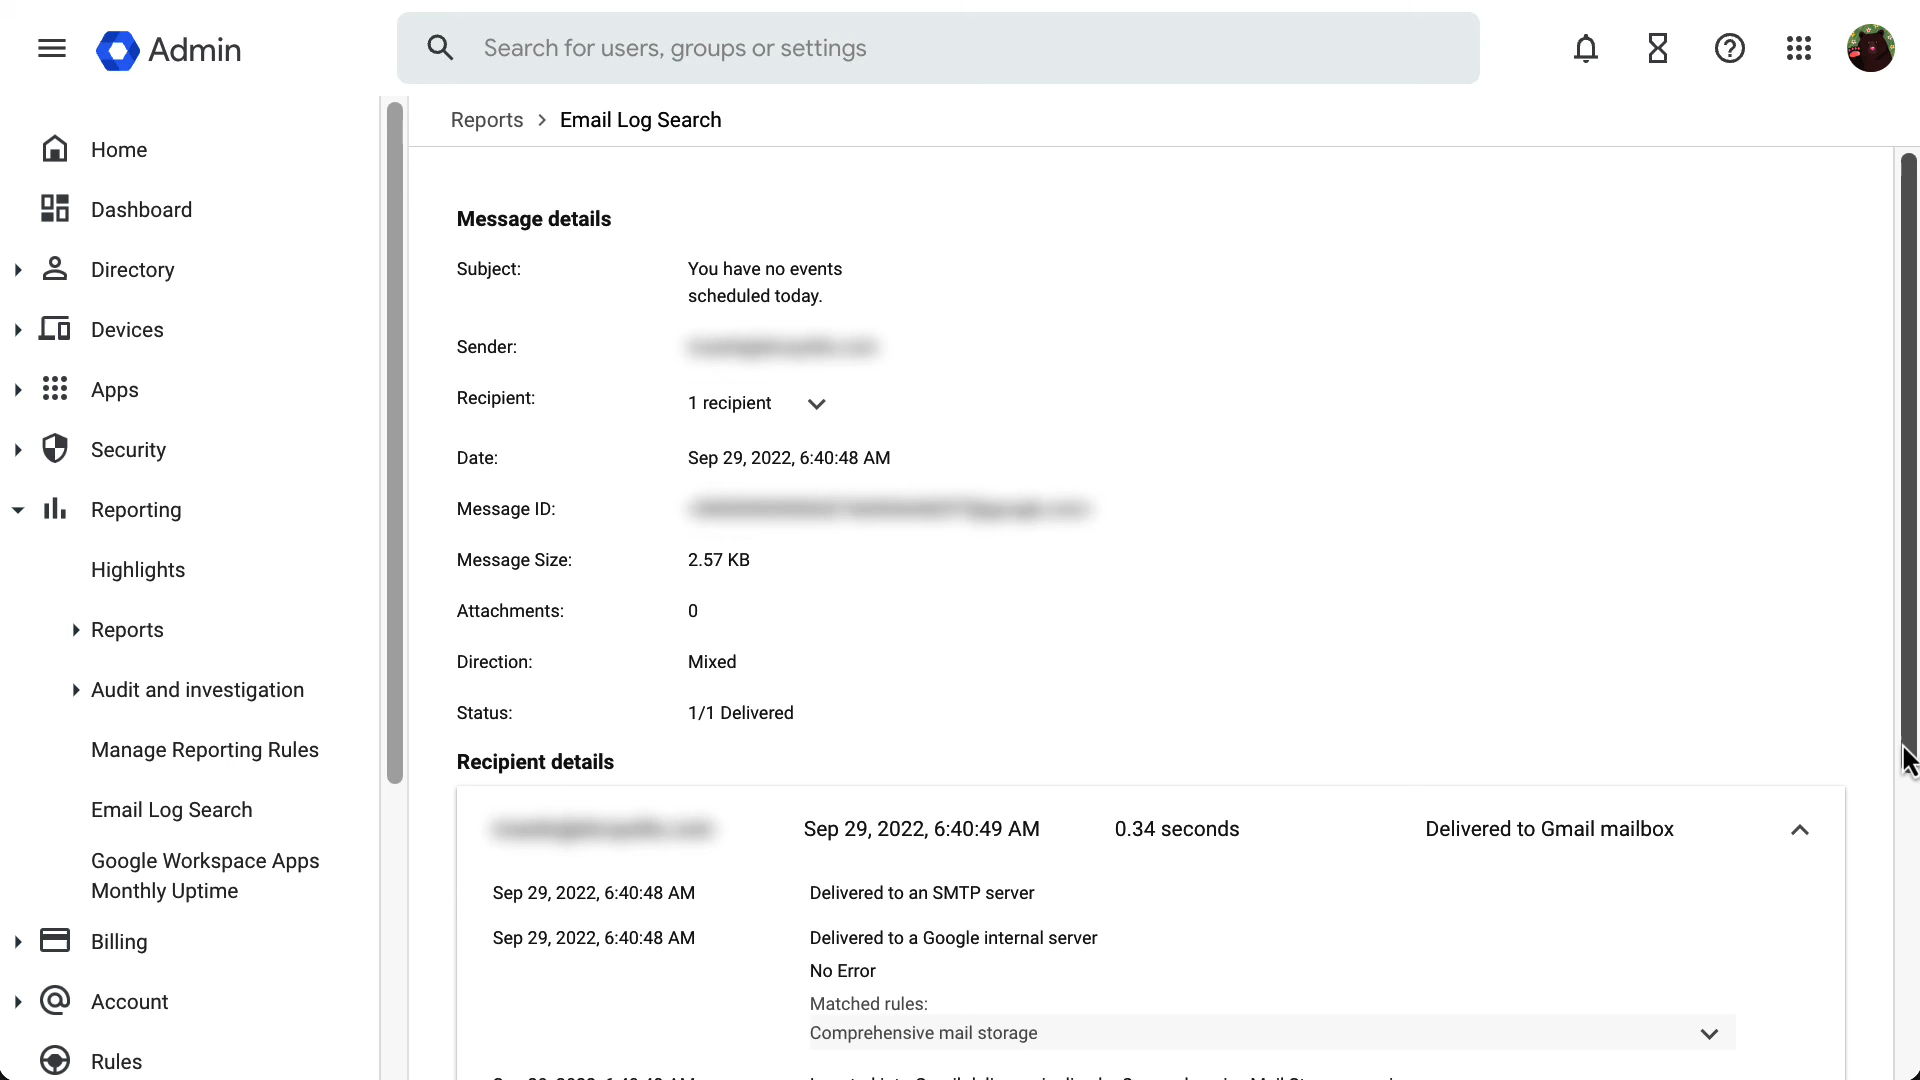 Admin
Search for users, groups or settings
Home
Dashboard
Directory
Devices
Apps
Security
Reporting
Highlights
Reports
Audit and investigation
Manage Reporting Rules
Email Log Search
Google Workspace Apps
Monthly Uptime
Billing
Account
Rules
Reports > Email Log Search
Message details
Subject: You have no events
scheduled today.
Sender:
Recipient: 1 recipient
Date: Sep 29, 2022, 6:40:48 AM
Message ID:
Message Size: 2.57 KB
Attachments: 0
Direction: Mixed
Status: 1/1 Delivered
Recipient details
Sep 29, 2022, 6:40:49 AM 0.34 seconds Delivered to Gmail mailbox
Sep 29, 2022, 6:40:48 AM Delivered to an SMTP server
Sep 29, 2022, 6:40:48 AM Delivered to a Google internal server
No Error
Matched rules:
Comprehensive mail storage